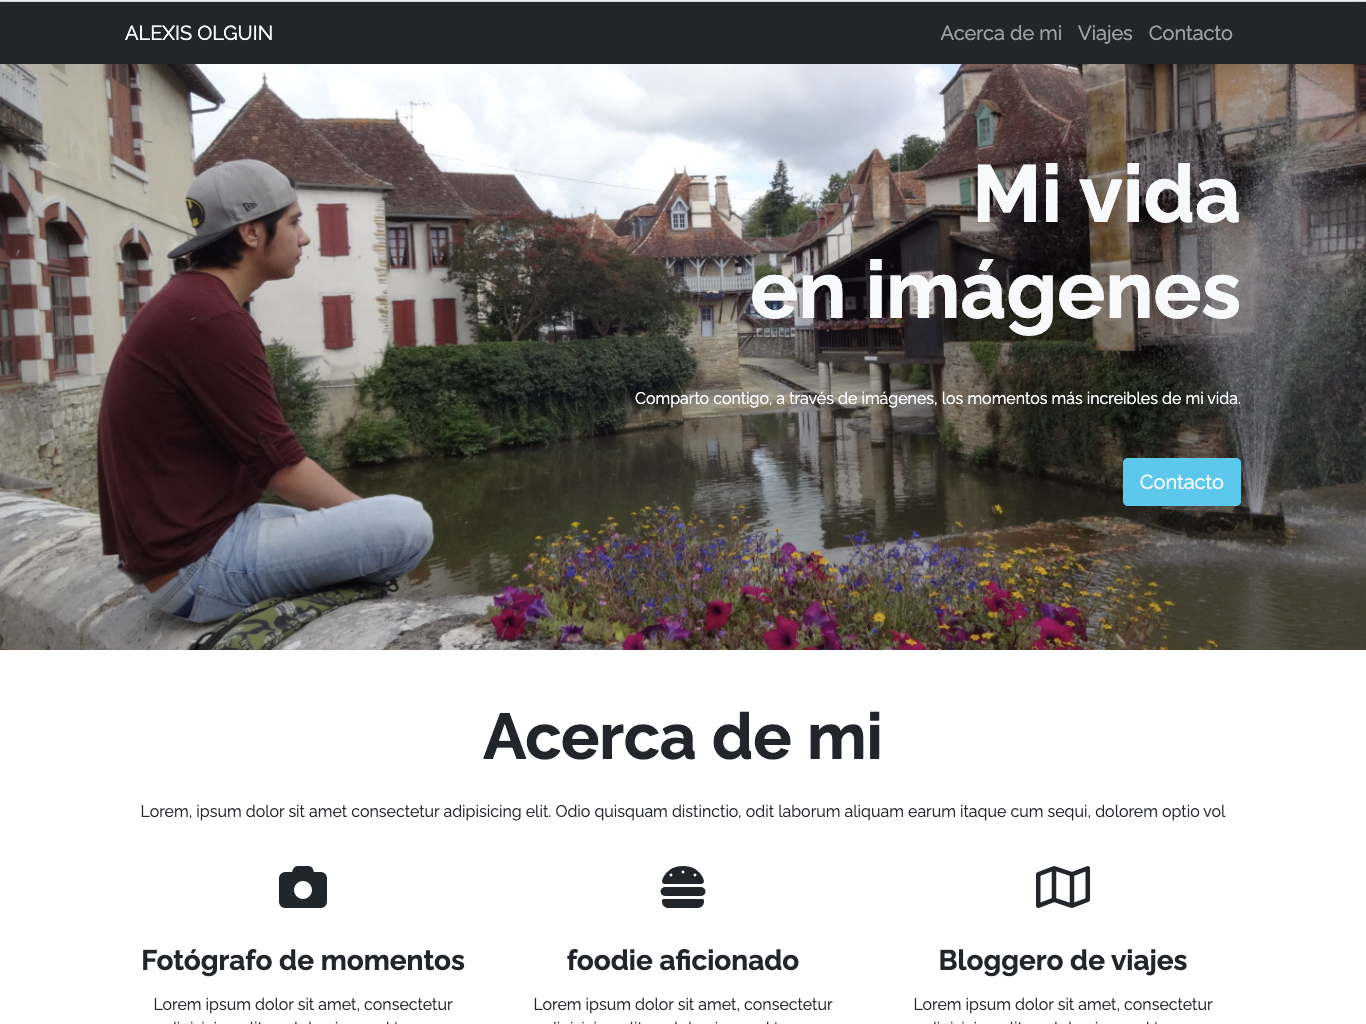 ALEXIS OLGUIN
Acerca de mi Viajes Contacto
Mi vida
en imágenes
Comparto contigo, a través de imágenes, los momentos más increibles de mi vida.
Contacto
Acerca de mi
Lorem, ipsum dolor sit amet consectetur adipisicing elit. Odio quisquam distinctio, odit laborum aliquam earum itaque cum sequi, dolorem optio vol
Fotógrafo de momentos
Lorem ipsum dolor sit amet, consectetur
foodie aficionado
Lorem ipsum dolor sit amet, consectetur
Bloggero de viajes
Lorem ipsum dolor sit amet, consectetur